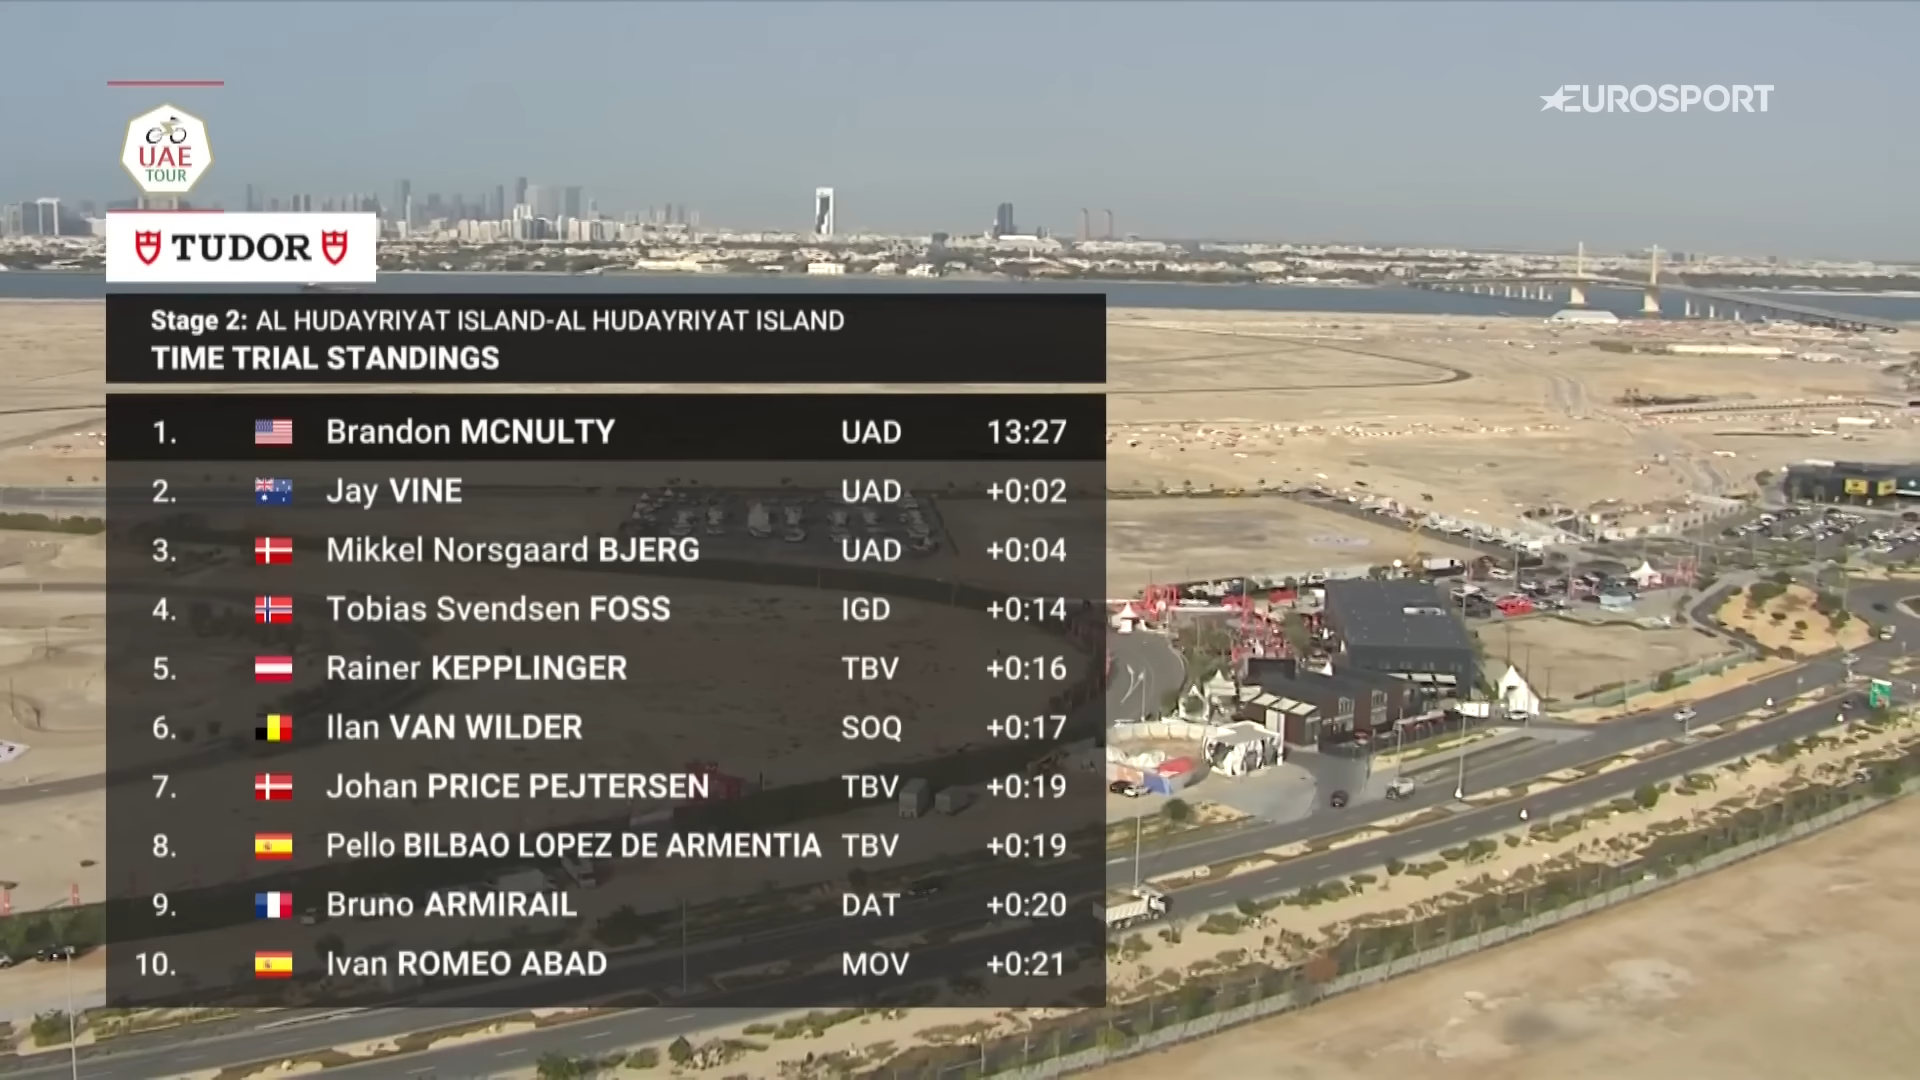 EUROSPORT
UAE
TOUR
TUDOR
Stage 2: AL HUDAYRIYAT ISLAND-AL HUDAYRIYAT ISLAND
TIME TRIAL STANDINGS
1. Brandon MCNULTY UAD 13:27
2. Jay VINE UAD +0:02
3. Mikkel Norsgaard BJERG UAD +0:04
4. Tobias Svendsen FOSS IGD +0:14
5. Rainer KEPPLINGER TBV +0:16
6. Ilan VAN WILDER SOQ +0:17
7. Johan PRICE PEJTERSEN TBV +0:19
8. Pello BILBAO LOPEZ DE ARMENTIA TBV +0:19
9. Bruno ARMIRAIL DAT +0:20
10. Ivan ROMEO ABAD MOV +0:21